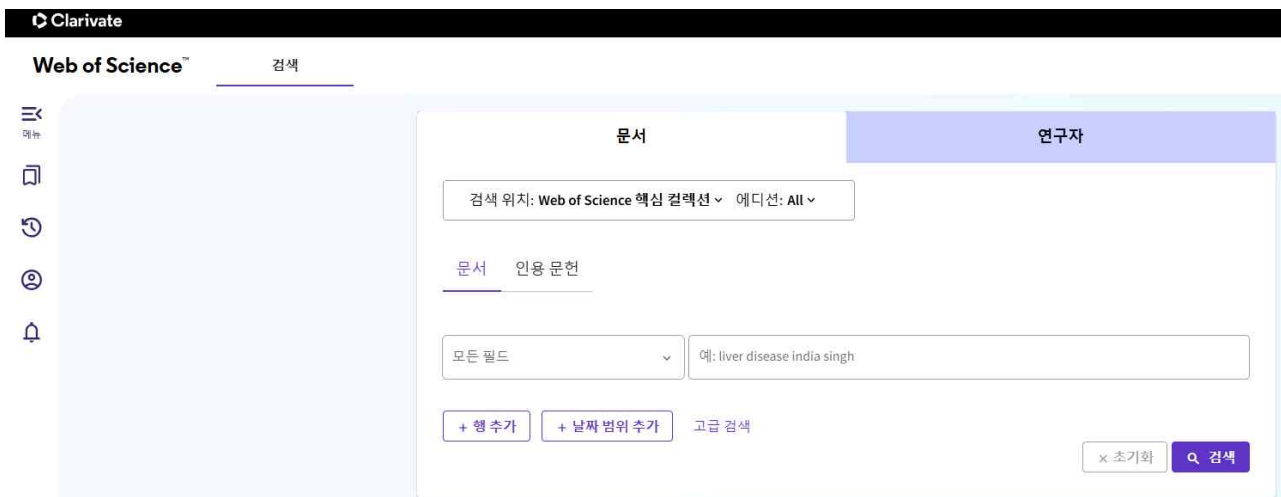 Clarivate
Web of Science™ 검색
메뉴
문서 연구자
검색 위치: Web of Science 핵심 컬렉션 에디션: All
문서 인용 문헌
모든 필드 예: liver disease india singh
+ 행 추가 + 날짜 범위 추가 고급 검색
× 초기화 검색